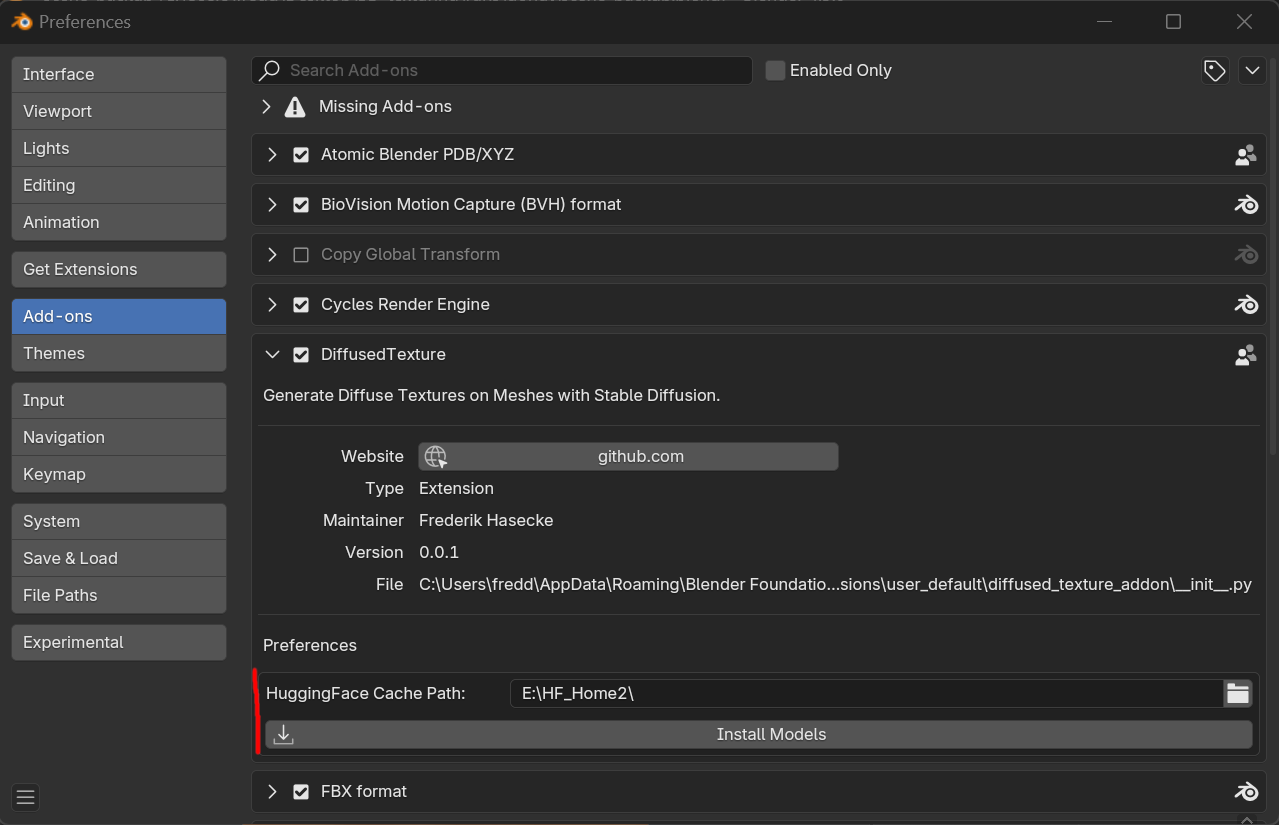 Preferences
Interface
Viewport
Lights
Editing
Animation
Get Extensions
Add-ons
Themes
Input
Navigation
Keymap
System
Save & Load
File Paths
Experimental
Search Add-ons
Enabled Only
Missing Add-ons
Atomic Blender PDB/XYZ
BioVision Motion Capture (BVH) format
Copy Global Transform
Cycles Render Engine
DiffusedTexture
Generate Diffuse Textures on Meshes with Stable Diffusion.
Website github.com
Type Extension
Maintainer Frederik Hasecke
Version 0.0.1
File C:\Users\fredd\AppData\Roaming\Blender Foundatio...sions\user_default\diffused_texture_addon\__init__.py
Preferences
HuggingFace Cache Path: E:\HF_Home2\
Install Models
FBX format